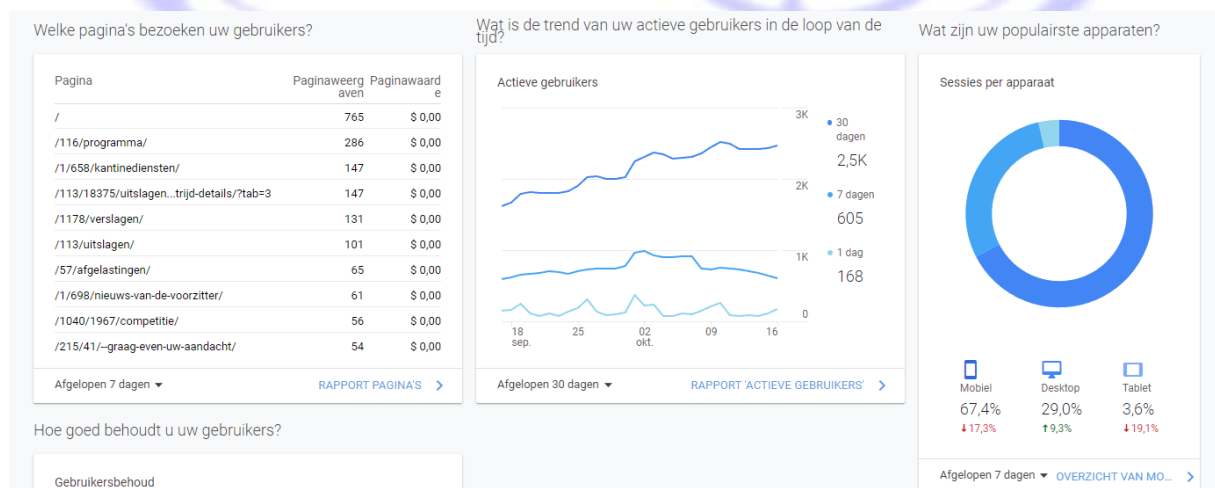 Welke pagina's bezoeken uw gebruikers?
Pagina Paginaweerg aven Paginawaard e
/ 765 $ 0,00
/116/programma/ 286 $ 0,00
/1/658/kantinediensten/ 147 $ 0,00
/113/18375/uitslagen...trijd-details/?tab=3 147 $ 0,00
/1178/verslagen/ 131 $ 0,00
/113/uitslagen/ 101 $ 0,00
/57/afgelastingen/ 65 $ 0,00
/1/698/nieuws-van-de-voorzitter/ 61 $ 0,00
/1040/1967/competitie/ 56 $ 0,00
/215/41/--graag-even-uw-aandacht/ 54 $ 0,00
Afgelopen 7 dagen RAPPORT PAGINA'S
Wat is de trend van uw actieve gebruikers in de loop van de
tijd?
Actieve gebruikers
3K
2K
1K
0
30
dagen
2,5K
7 dagen
605
1 dag
168
18 25 02 09 16
sep. okt.
Afgelopen 30 dagen RAPPORT 'ACTIEVE GEBRUIKERS'
Wat zijn uw populairste apparaten?
Sessies per apparaat
Mobiel Desktop Tablet
67,4% 29,0% 3,6%
17,3% 9,3% 19,1%
Afgelopen 7 dagen OVERZICHT VAN MO...
Hoe goed behoudt u uw gebruikers?
Gebruikersbehoud